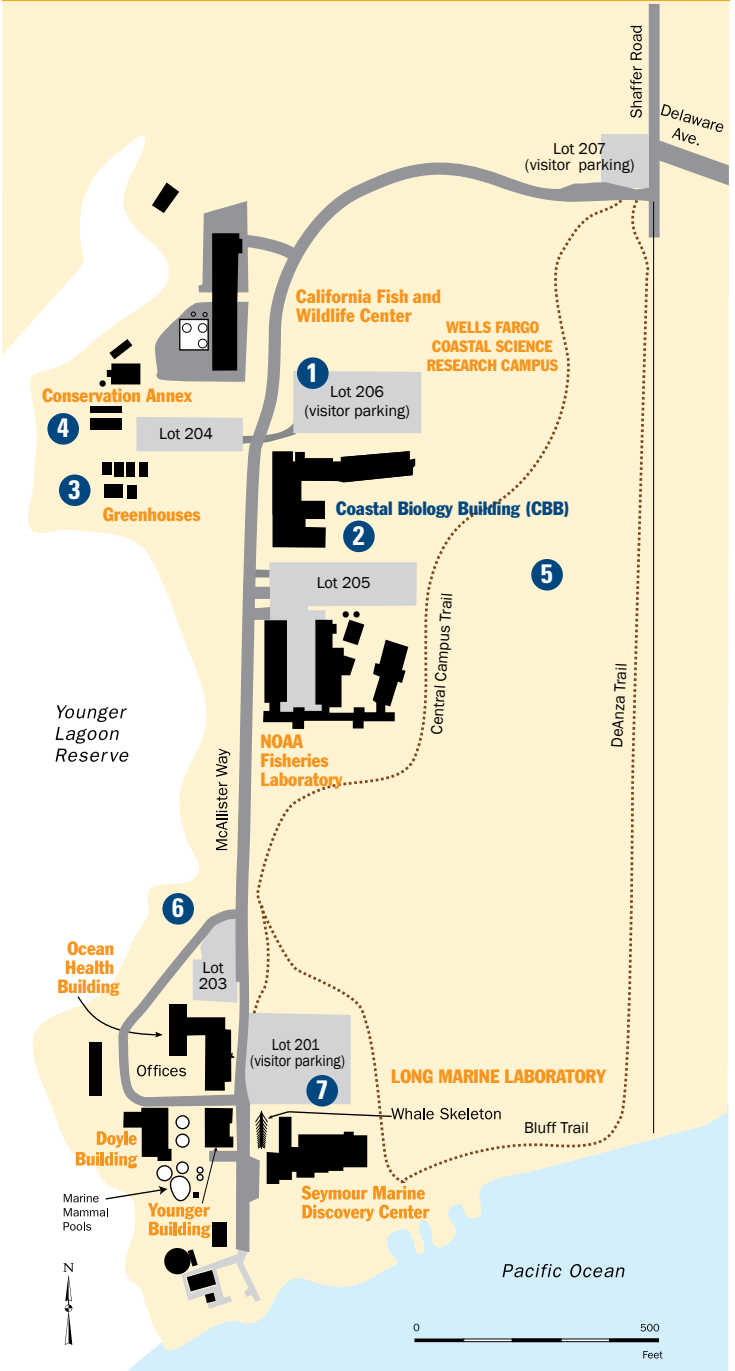 Shaffer Road
Delaware
Ave.
Lot 207
(visitor parking)
California Fish and
Wildlife Center
WELLS FARGO
COASTAL SCIENCE
RESEARCH CAMPUS
1
Lot 206
(visitor parking)
Conservation Annex
4
Lot 204
3
Greenhouses
Coastal Biology Building (CBB)
2
5
Lot 205
Central Campus Trail
DeAnza Trail
Younger
Lagoon
Reserve
NOAA
Fisheries
Laboratory
McAllister Way
6
Ocean
Health
Building
Lot
203
Offices
Lot 201
(visitor parking)
7
LONG MARINE LABORATORY
Whale Skeleton
Bluff Trail
Doyle
Building
Marine
Mammal
Pools
Younger
Building
Seymour Marine
Discovery Center
Pacific Ocean
N
0
500
Feet